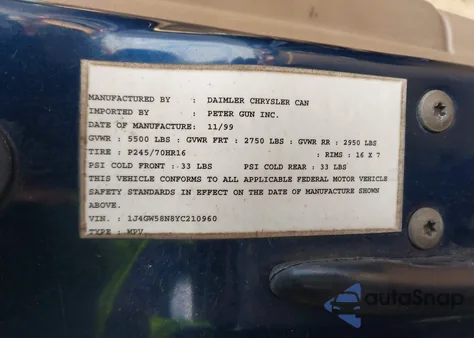 MANUFACTURED BY : DAIMLER CHRYSLER CAN
IMPORTED BY : PETER GUN INC.
DATE OF MANUFACTURE: 11/99
GVWR : 5500 LBS : GVWR FRT : 2750 LBS : GVWR RR : 2950 LBS
TIRE : P245/70HR16 : RIMS : 16 X 7
PSI COLD FRONT : 33 LBS PSI COLD REAR : 33 LBS
THIS VEHICLE CONFORMS TO ALL APPLICABLE FEDERAL MOTOR VEHICLE
SAFETY STANDARDS IN EFFECT ON THE DATE OF MANUFACTURE SHOWN
ABOVE.
VIN. : 1J4GW58N8YC210960
TYPE : MPV
autoSnap